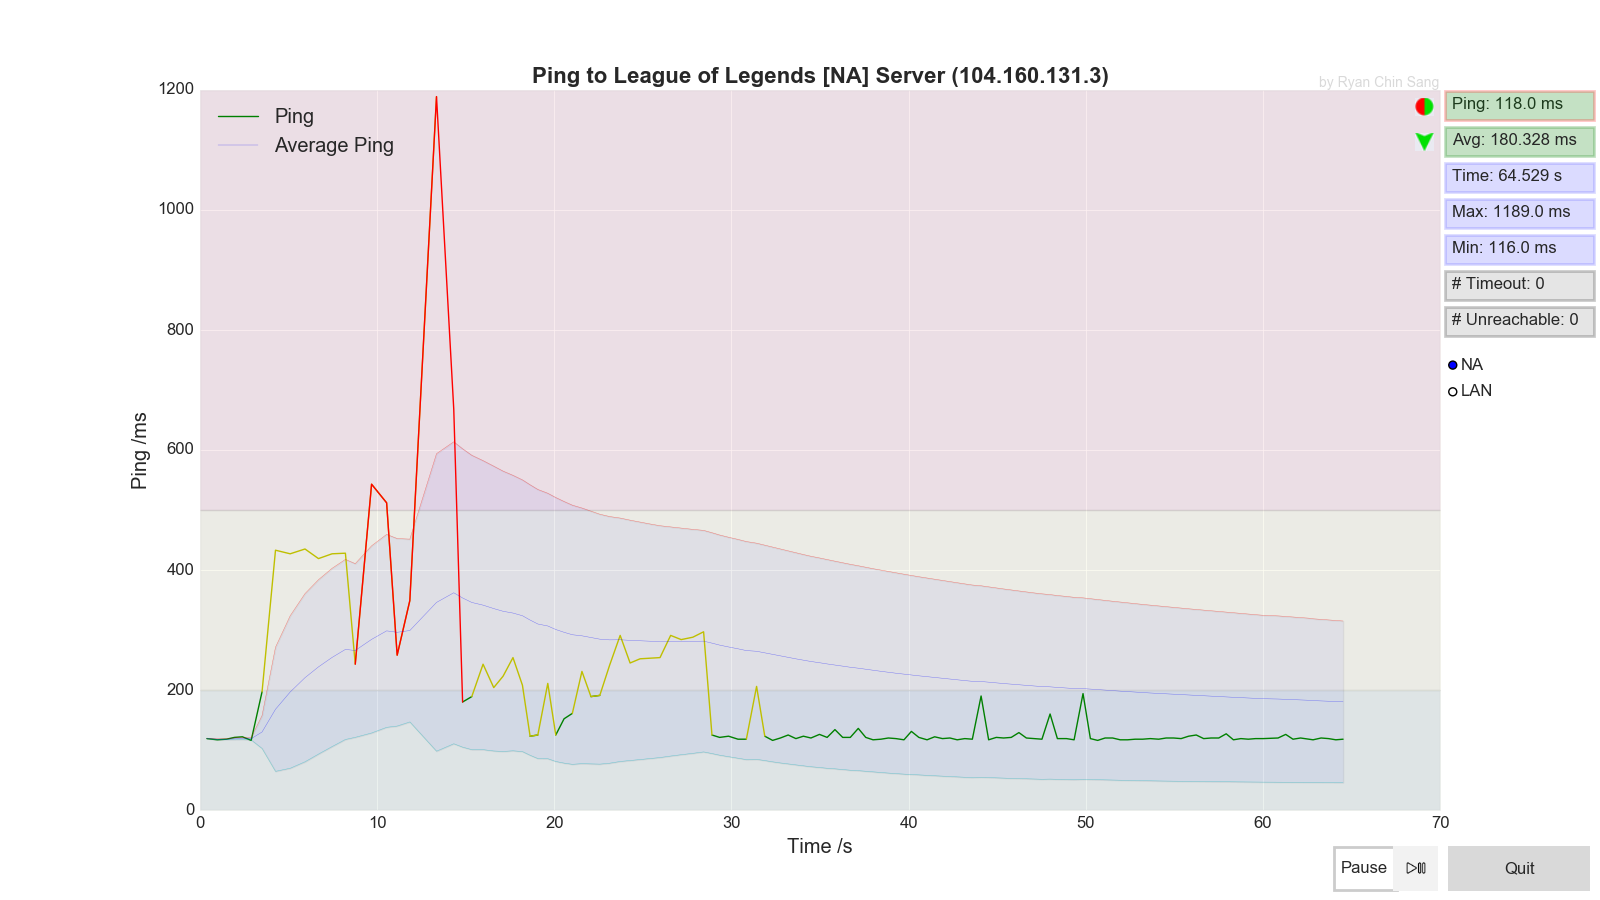 Ping to League of Legends [NA] Server (104.160.131.3)
by Ryan Chin Sang
Ping
Average Ping
Ping: 118.0 ms
Avg: 180.328 ms
Time: 64.529 s
Max: 1189.0 ms
Min: 116.0 ms
# Timeout: 0
# Unreachable: 0
NA
LAN
1200
1000
800
600
400
200
0
Ping /ms
0 10 20 30 40 50 60 70
Time /s
Pause
Quit